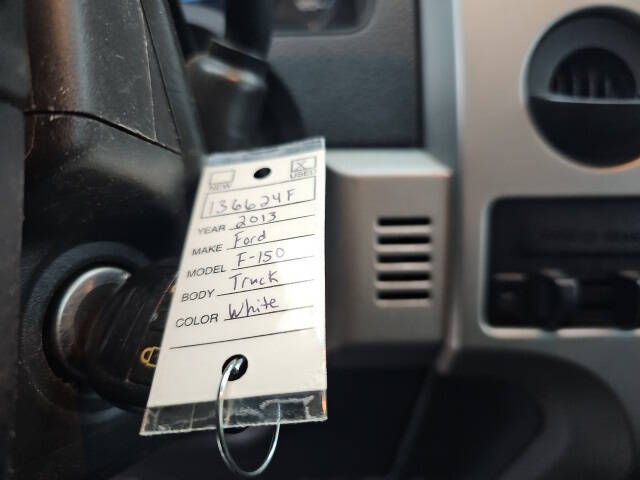 NEW X USED
136624F
YEAR 2013
MAKE Ford
MODEL F-150
BODY Truck
COLOR White